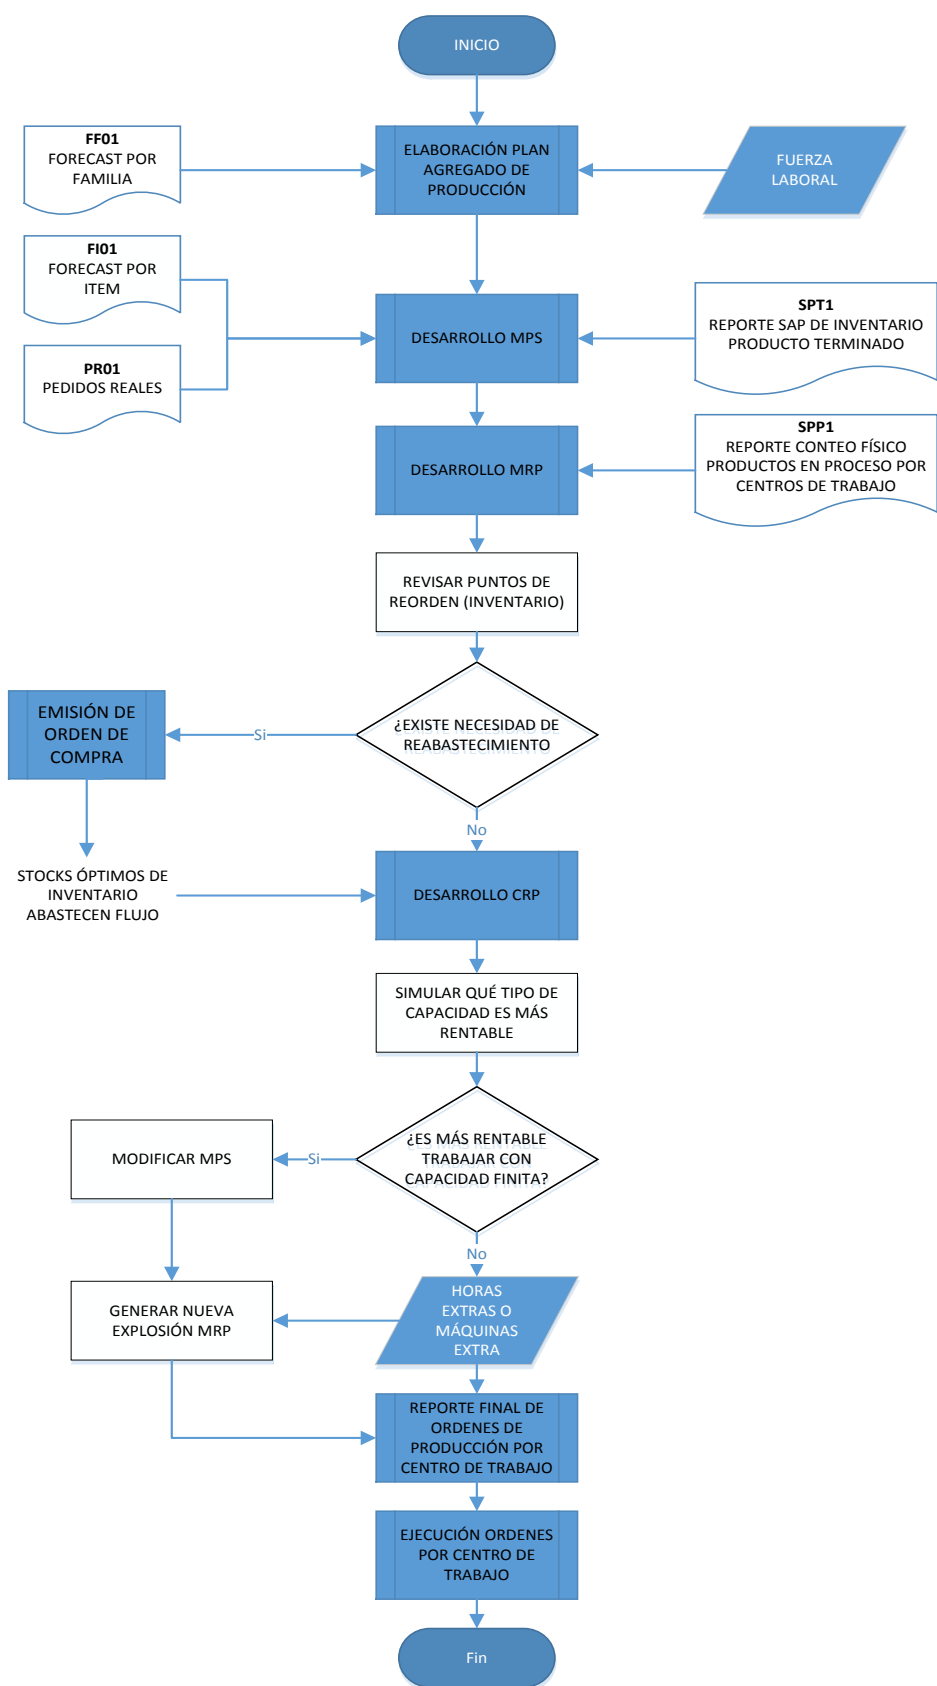 INICIO
FF01
FORECAST POR
FAMILIA
ELABORACIÓN PLAN
AGREGADO DE
PRODUCCIÓN
FUERZA
LABORAL
FI01
FORECAST POR
ITEM
PR01
PEDIDOS REALES
DESARROLLO MPS
SPT1
REPORTE SAP DE INVENTARIO
PRODUCTO TERMINADO
DESARROLLO MRP
SPP1
REPORTE CONTEO FÍSICO
PRODUCTOS EN PROCESO POR
CENTROS DE TRABAJO
REVISAR PUNTOS DE
REORDEN (INVENTARIO)
¿EXISTE NECESIDAD DE
REABASTECIMIENTO
Si
EMISIÓN DE
ORDEN DE
COMPRA
No
STOCKS ÓPTIMOS DE
INVENTARIO
ABASTECEN FLUJO
DESARROLLO CRP
SIMULAR QUÉ TIPO DE
CAPACIDAD ES MÁS
RENTABLE
¿ES MÁS RENTABLE
TRABAJAR CON
CAPACIDAD FINITA?
Si
MODIFICAR MPS
No
HORAS
EXTRAS O
MÁQUINAS
EXTRA
GENERAR NUEVA
EXPLOSIÓN MRP
REPORTE FINAL DE
ORDENES DE
PRODUCCIÓN POR
CENTRO DE TRABAJO
EJECUCIÓN ORDENES
POR CENTRO DE
TRABAJO
Fin